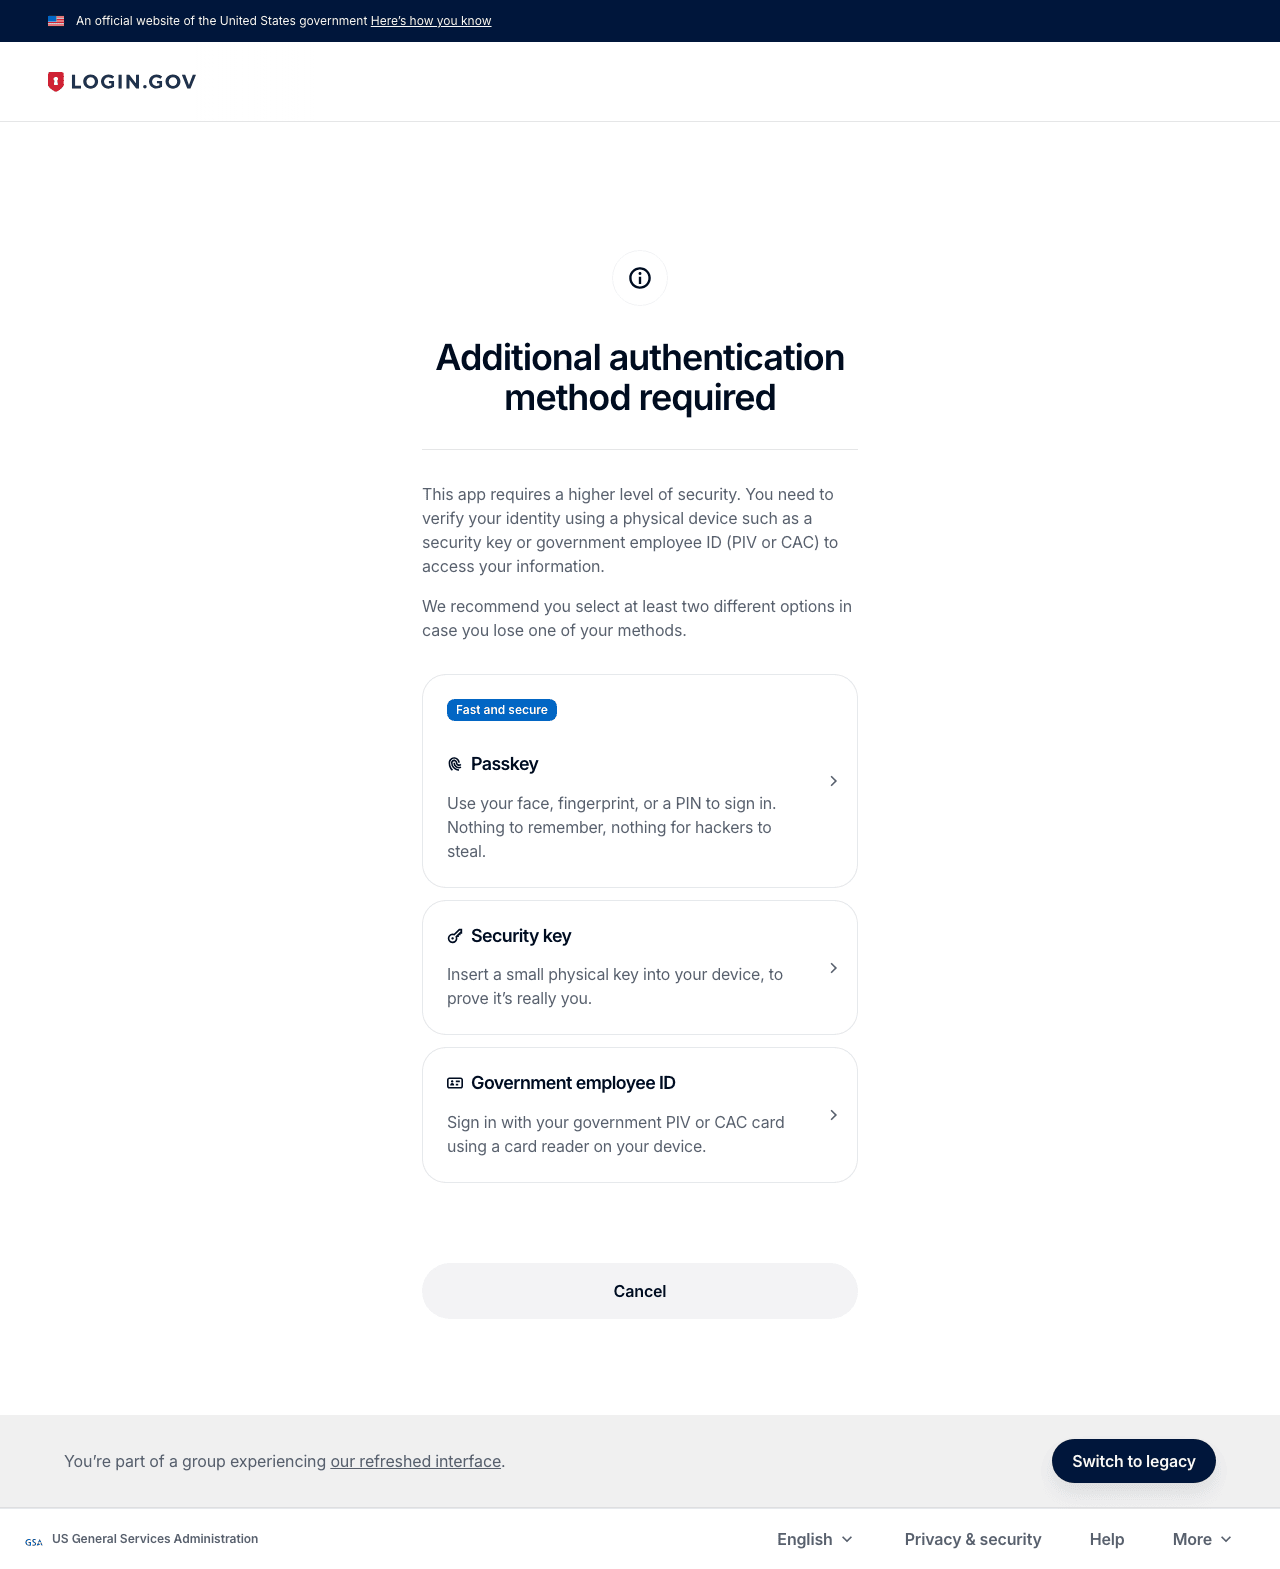 An official website of the United States government Here’s how you know
LOGIN.GOV
Additional authentication
method required
This app requires a higher level of security. You need to
verify your identity using a physical device such as a
security key or government employee ID (PIV or CAC) to
access your information.
We recommend you select at least two different options in
case you lose one of your methods.
Fast and secure
Passkey
Use your face, fingerprint, or a PIN to sign in.
Nothing to remember, nothing for hackers to
steal.
Security key
Insert a small physical key into your device, to
prove it’s really you.
Government employee ID
Sign in with your government PIV or CAC card
using a card reader on your device.
Cancel
You’re part of a group experiencing our refreshed interface.
Switch to legacy
GSA US General Services Administration
English Privacy & security Help More